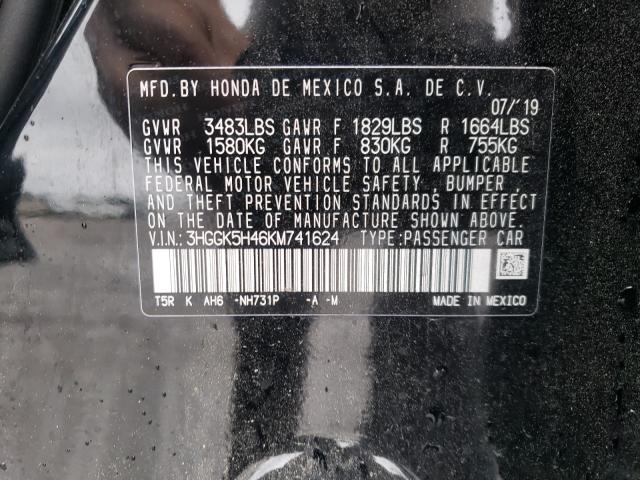 MFD. BY HONDA DE MEXICO S.A. DE C.V.
07/'19
GVWR 3483LBS GAWR F 1829LBS R 1664LBS
GVWR 1580KG GAWR F 830KG R 755KG
THIS VEHICLE CONFORMS TO ALL APPLICABLE
FEDERAL MOTOR VEHICLE SAFETY, BUMPER,
AND THEFT PREVENTION STANDARDS IN EFFECT
ON THE DATE OF MANUFACTURE SHOWN ABOVE.
V.I.N.:3HGGK5H46KM741624 TYPE:PASSENGER CAR
T5R K AH6 -NH731P -A -M MADE IN MEXICO